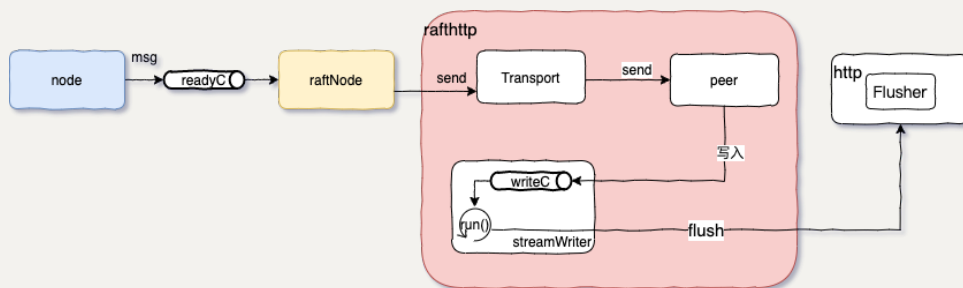 rafthttp
node
msg
readyC
raftNode
send
Transport
send
peer
http
Flusher
写入
writeC
run()
streamWriter
flush